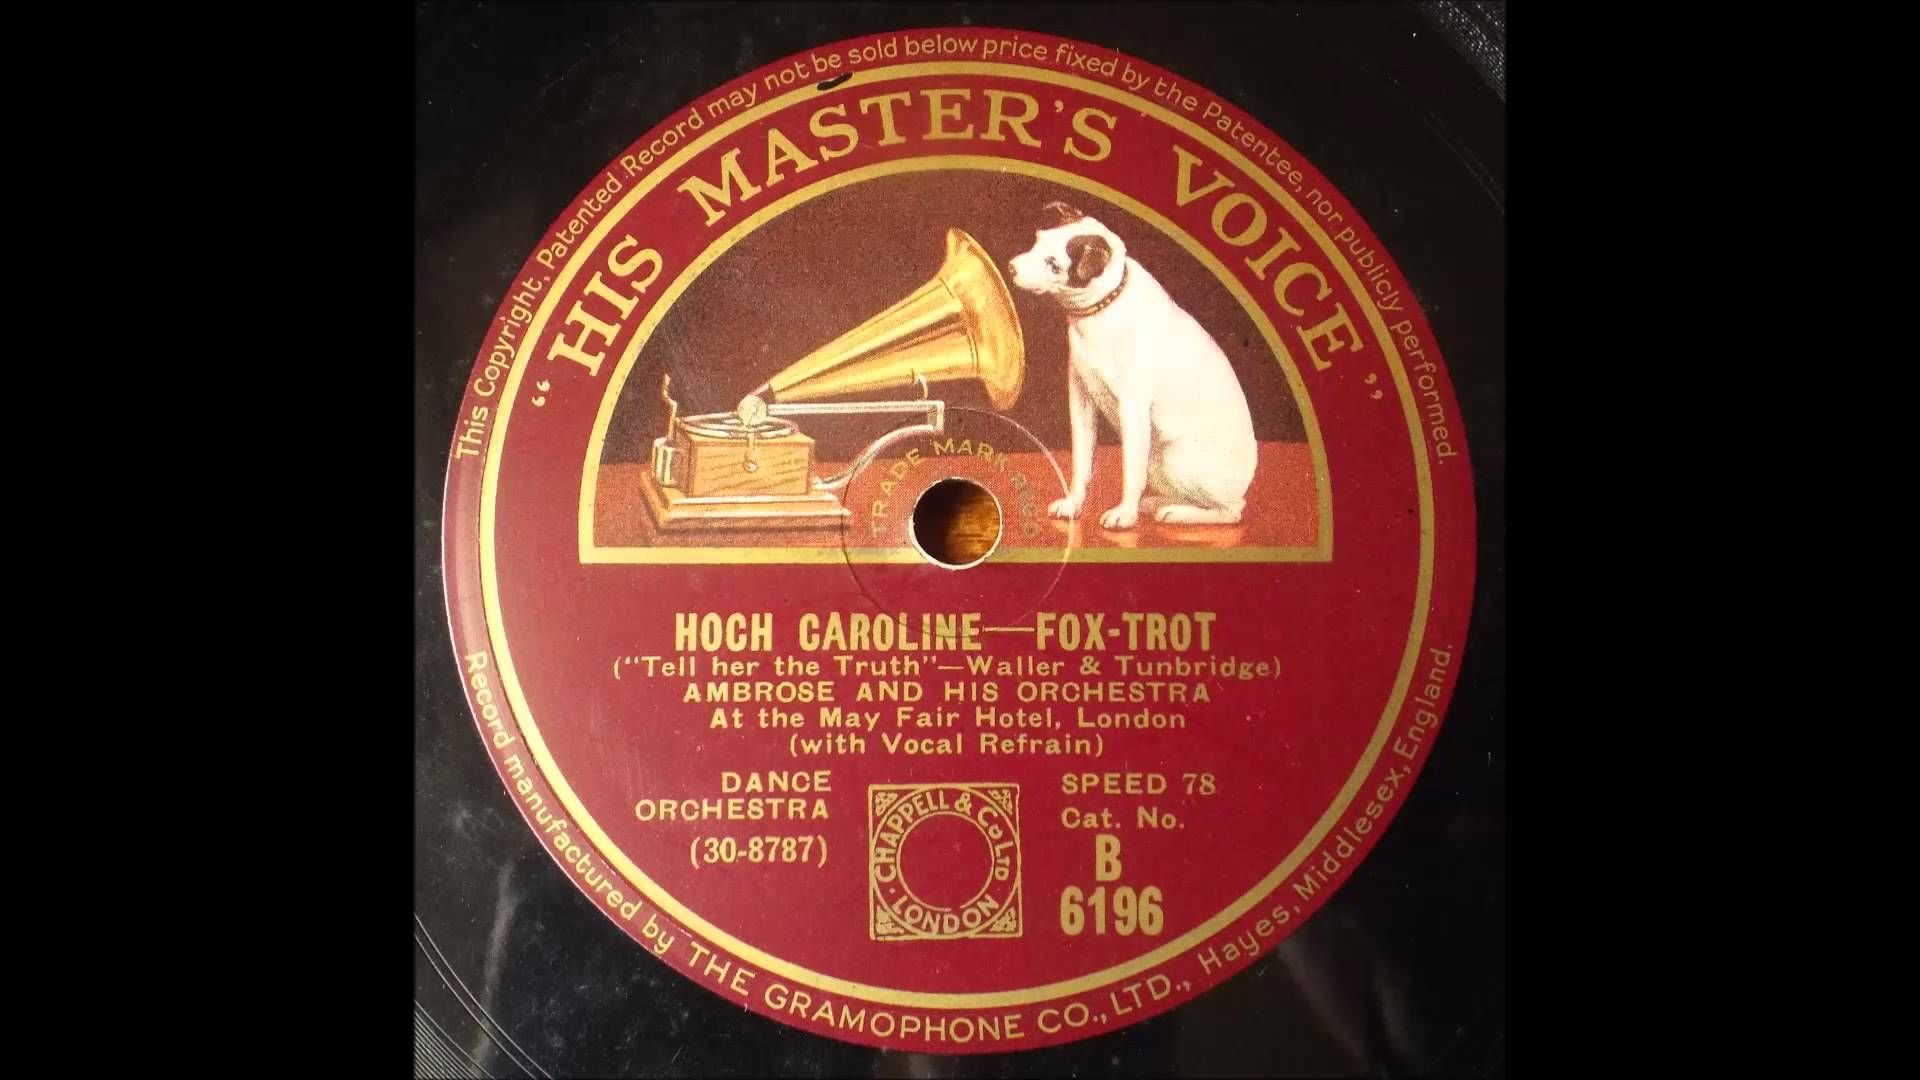 This Copyright, Patented Record may not be sold below price fixed by the Patentee, nor publicly performed.
"HIS MASTER'S VOICE"
TRADE MARK RECO
HOCH CAROLINE—FOX-TROT
("Tell her the Truth"—Waller & Tunbridge)
AMBROSE AND HIS ORCHESTRA
At the May Fair Hotel, London
(with Vocal Refrain)
DANCE
ORCHESTRA
(30-8787)
CHAPPELL & Co LTD
· LONDON ·
SPEED 78
Cat. No.
B
6196
Record manufactured by THE GRAMOPHONE CO., LTD., Hayes, Middlesex, England.